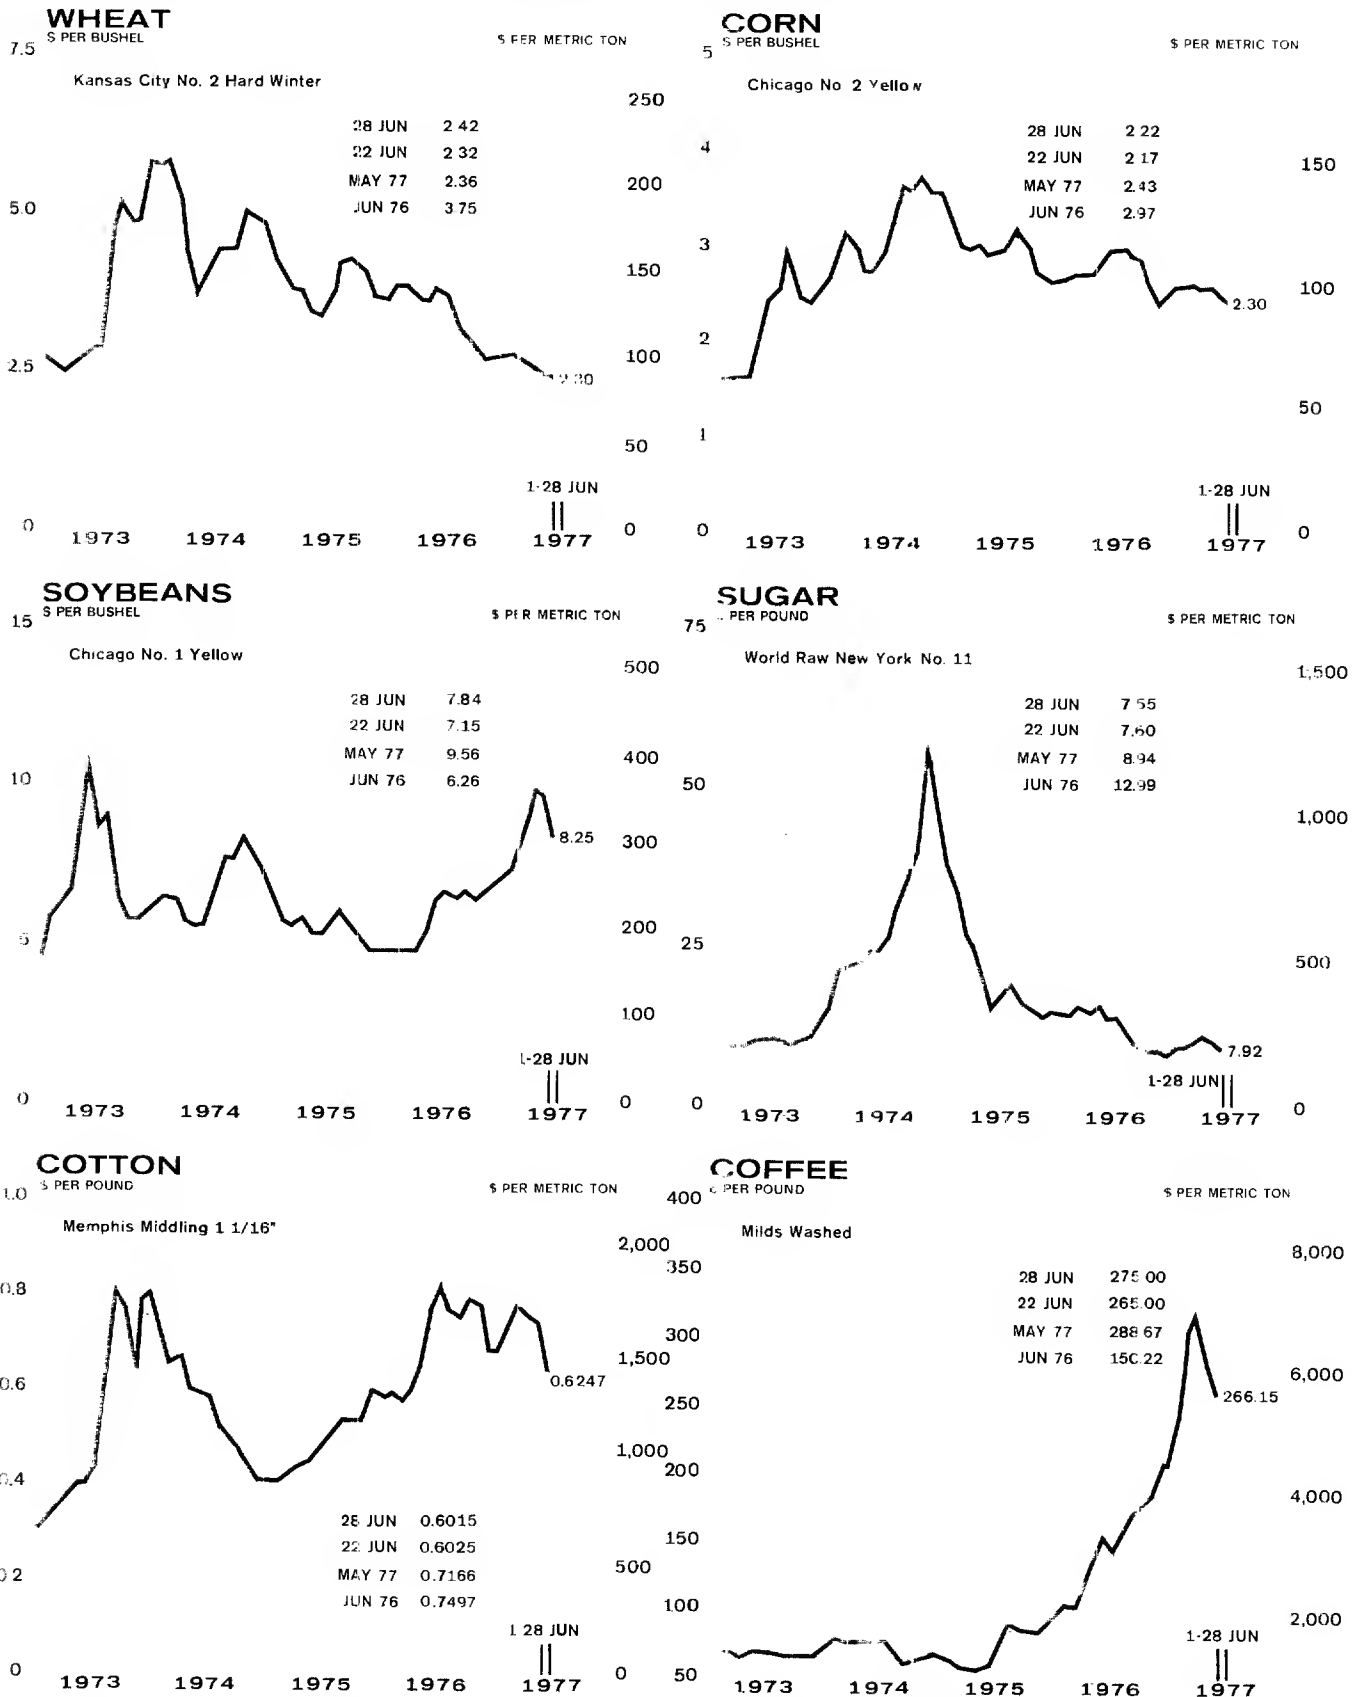 WHEAT
$ PER BUSHEL
$ PER METRIC TON
7.5
Kansas City No. 2 Hard Winter
250
28 JUN 2 42
22 JUN 2 32
MAY 77 2.36
JUN 76 3.75
200
5.0
150
2.5
100
50
1-28 JUN
0
0
1973 1974 1975 1976 1977
CORN
$ PER BUSHEL
$ PER METRIC TON
5
Chicago No 2 Yellow
28 JUN 2 22
22 JUN 2 17
MAY 77 2.43
JUN 76 2.97
4
150
3
100
2.30
2
50
1
1-28 JUN
0
0
1973 1974 1975 1976 1977
SOYBEANS
$ PER BUSHEL
$ PER METRIC TON
15
Chicago No. 1 Yellow
500
28 JUN 7.84
22 JUN 7.15
MAY 77 9.56
JUN 76 6.26
400
10
8.25
300
5
200
100
1-28 JUN
0
0
1973 1974 1975 1976 1977
SUGAR
PER POUND
$ PER METRIC TON
75
World Raw New York No. 11
1,500
28 JUN 7 55
22 JUN 7.60
MAY 77 8.94
JUN 76 12.99
50
1,000
25
500
7.92
1-28 JUN
0
0
1973 1974 1975 1976 1977
COTTON
$ PER POUND
$ PER METRIC TON
1.0
Memphis Middling 1 1/16"
2,000
0.8
1,500
0.6
0.6247
1,000
0.4
28 JUN 0.6015
22 JUN 0.6025
MAY 77 0.7166
JUN 76 0.7497
500
0 2
1 28 JUN
0
0
1973 1974 1975 1976 1977
COFFEE
¢ PER POUND
$ PER METRIC TON
400
Milds Washed
8,000
350
28 JUN 275 00
22 JUN 265.00
MAY 77 288 67
JUN 76 150.22
300
6,000
266.15
250
200
4,000
150
100
2,000
1-28 JUN
50
1973 1974 1975 1976 1977